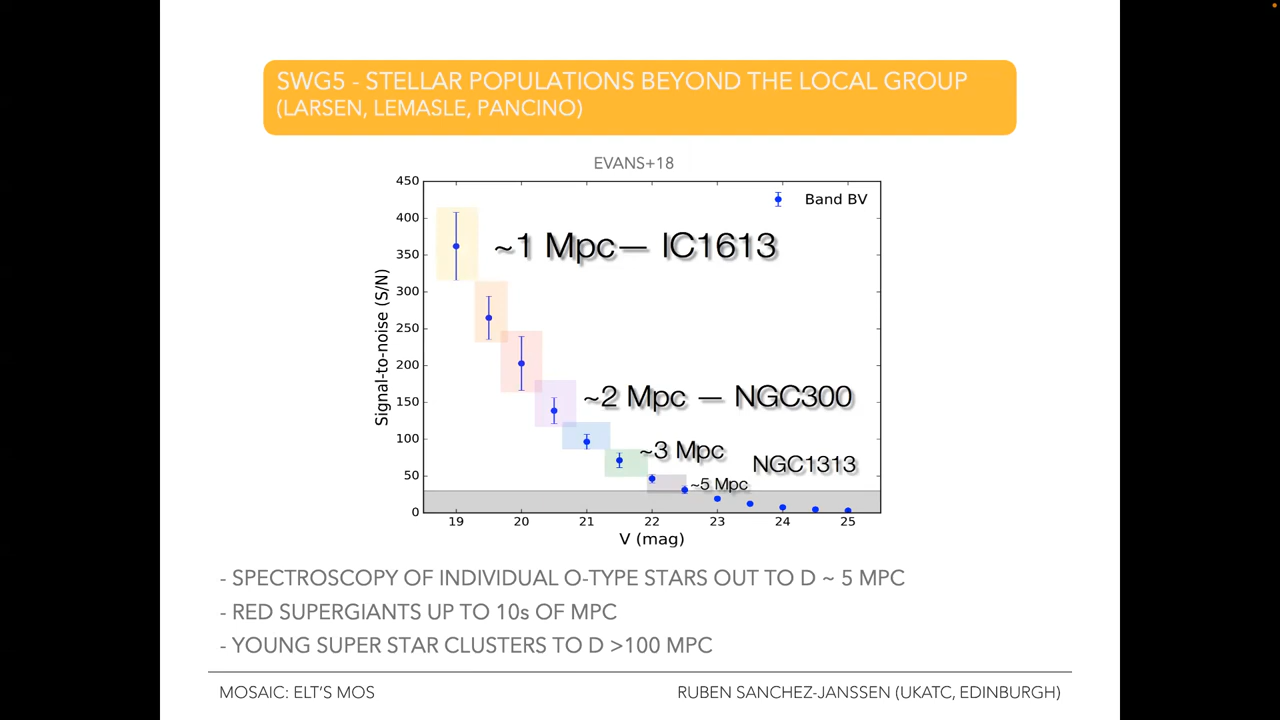 SWG5 - STELLAR POPULATIONS BEYOND THE LOCAL GROUP
(LARSEN, LEMASLE, PANCINO)
EVANS+18
450
400
350
300
250
200
150
100
50
0
Signal-to-noise (S/N)
Band BV
~1 Mpc— IC1613
~2 Mpc — NGC300
~3 Mpc
NGC1313
~5 Mpc
19 20 21 22 23 24 25
V (mag)
- SPECTROSCOPY OF INDIVIDUAL O-TYPE STARS OUT TO D ~ 5 MPC
- RED SUPERGIANTS UP TO 10s OF MPC
- YOUNG SUPER STAR CLUSTERS TO D >100 MPC
MOSAIC: ELT'S MOS
RUBEN SANCHEZ-JANSSEN (UKATC, EDINBURGH)